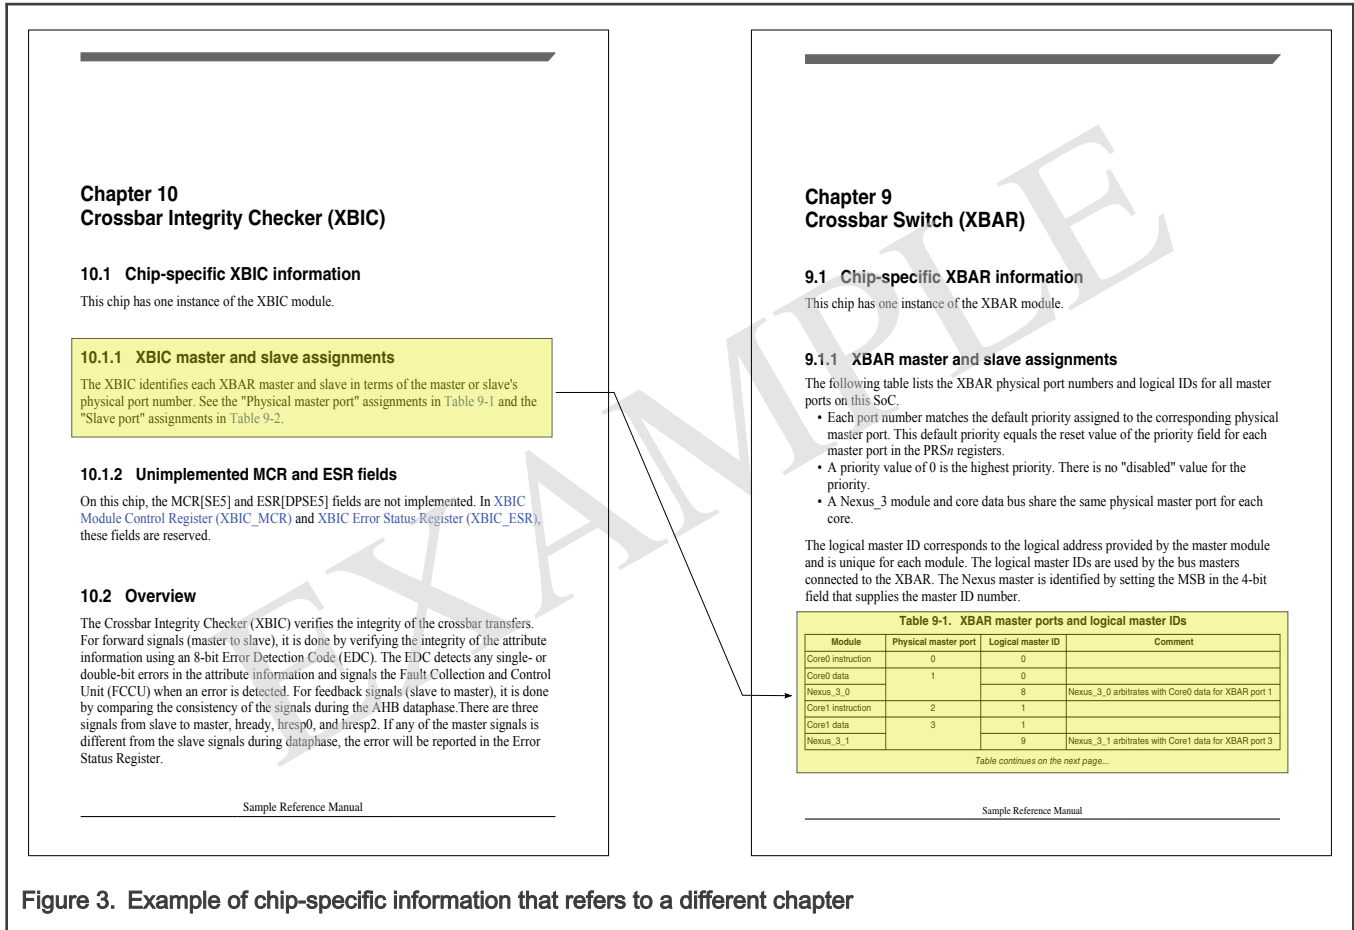 Chapter 10
Crossbar Integrity Checker (XBIC)
10.1 Chip-specific XBIC information
This chip has one instance of the XBIC module.
10.1.1 XBIC master and slave assignments
The XBIC identifies each XBAR master and slave in terms of the master or slave's
physical port number. See the "Physical master port" assignments in Table 9-1 and the
"Slave port" assignments in Table 9-2.
10.1.2 Unimplemented MCR and ESR fields
On this chip, the MCR[SE5] and ESR[DPSE5] fields are not implemented. In XBIC
Module Control Register (XBIC_MCR) and XBIC Error Status Register (XBIC_ESR),
these fields are reserved.
10.2 Overview
The Crossbar Integrity Checker (XBIC) verifies the integrity of the crossbar transfers.
For forward signals (master to slave), it is done by verifying the integrity of the attribute
information using an 8-bit Error Detection Code (EDC). The EDC detects any single- or
double-bit errors in the attribute information and signals the Fault Collection and Control
Unit (FCCU) when an error is detected. For feedback signals (slave to master), it is done
by comparing the consistency of the signals during the AHB dataphase.There are three
signals from slave to master, hready, hresp0, and hresp2. If any of the master signals is
different from the slave signals during dataphase, the error will be reported in the Error
Status Register.
Sample Reference Manual
Chapter 9
Crossbar Switch (XBAR)
9.1 Chip-specific XBAR information
This chip has one instance of the XBAR module.
9.1.1 XBAR master and slave assignments
The following table lists the XBAR physical port numbers and logical IDs for all master
ports on this SoC.
• Each port number matches the default priority assigned to the corresponding physical
master port. This default priority equals the reset value of the priority field for each
master port in the PRSn registers.
• A priority value of 0 is the highest priority. There is no "disabled" value for the
priority.
• A Nexus_3 module and core data bus share the same physical master port for each
core.
The logical master ID corresponds to the logical address provided by the master module
and is unique for each module. The logical master IDs are used by the bus masters
connected to the XBAR. The Nexus master is identified by setting the MSB in the 4-bit
field that supplies the master ID number.
Table 9-1. XBAR master ports and logical master IDs
Module Physical master port Logical master ID Comment
Core0 instruction 0 0
Core0 data 1 0
Nexus_3_0 8 Nexus_3_0 arbitrates with Core0 data for XBAR port 1
Core1 instruction 2 1
Core1 data 3 1
Nexus_3_1 9 Nexus_3_1 arbitrates with Core1 data for XBAR port 3
Table continues on the next page...
Sample Reference Manual
EXAMPLE
Figure 3. Example of chip-specific information that refers to a different chapter